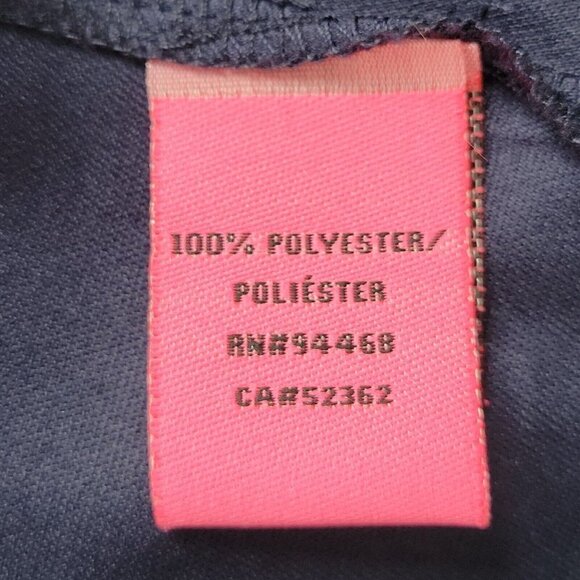 100% POLYESTER/
POLIÉSTER
RN#94468
CA#52362